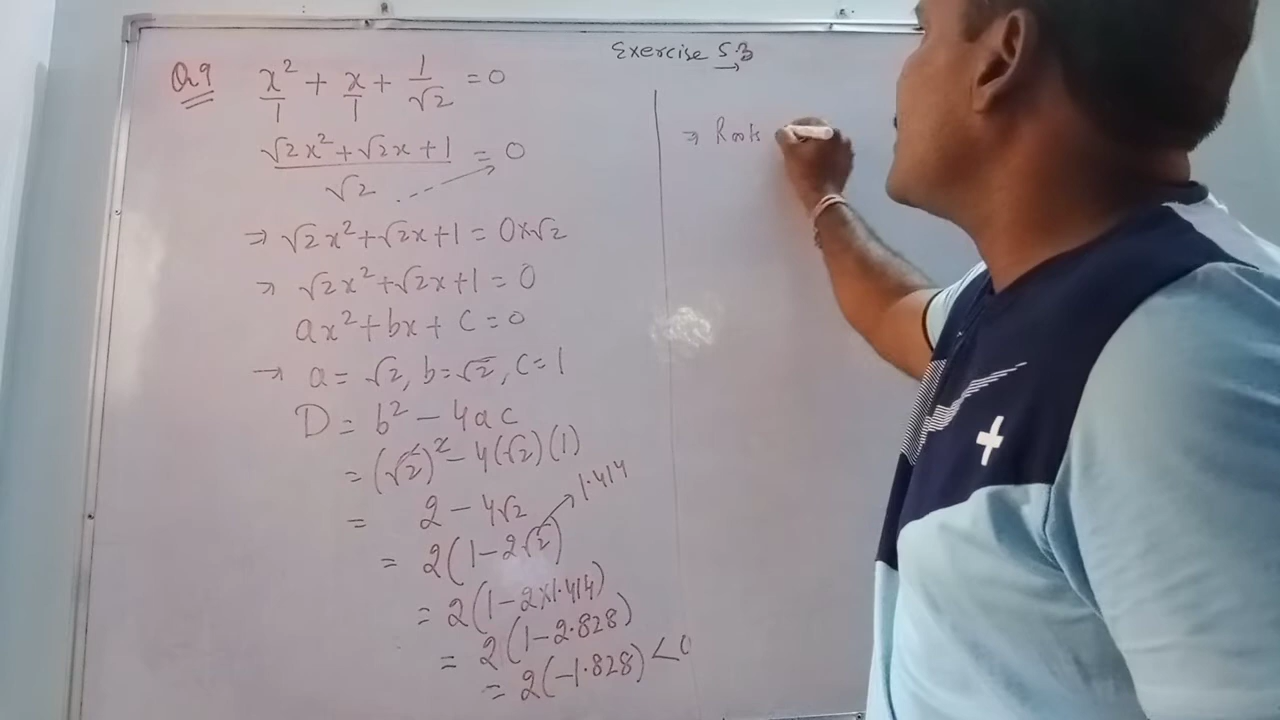 Exercise 5.3
Q.9 x²/1 + x/1 + 1/√2 = 0
√2x² + √2x + 1 / √2 = 0
⇒ √2x² + √2x + 1 = 0×√2
⇒ √2x² + √2x + 1 = 0
ax² + bx + c = 0
→ a = √2, b = √2, c = 1
D = b² − 4ac
= (√2)² − 4(√2)(1)
= 2 − 4√2
= 2(1 − 2√2) → 1.414
= 2(1 − 2×1.414)
= 2(1 − 2.828)
= 2(−1.828) < 0
⇒ Roots